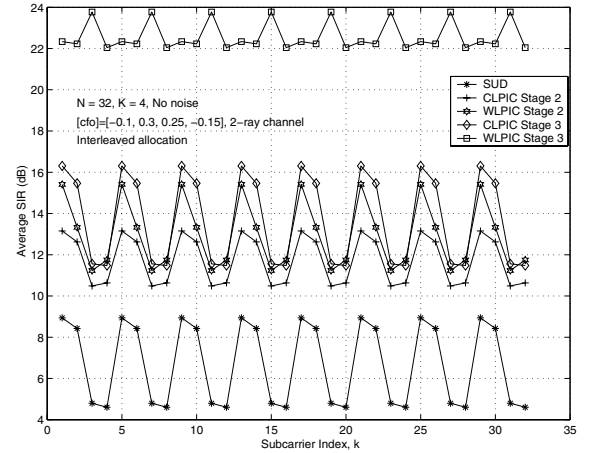 24
22
20
18
16
14
12
10
8
6
4
Average SIR (dB)
N = 32, K = 4, No noise
[cfo]=[−0.1, 0.3, 0.25, −0.15], 2−ray channel
Interleaved allocation
SUD
CLPIC Stage 2
WLPIC Stage 2
CLPIC Stage 3
WLPIC Stage 3
0 5 10 15 20 25 30 35
Subcarrier Index, k